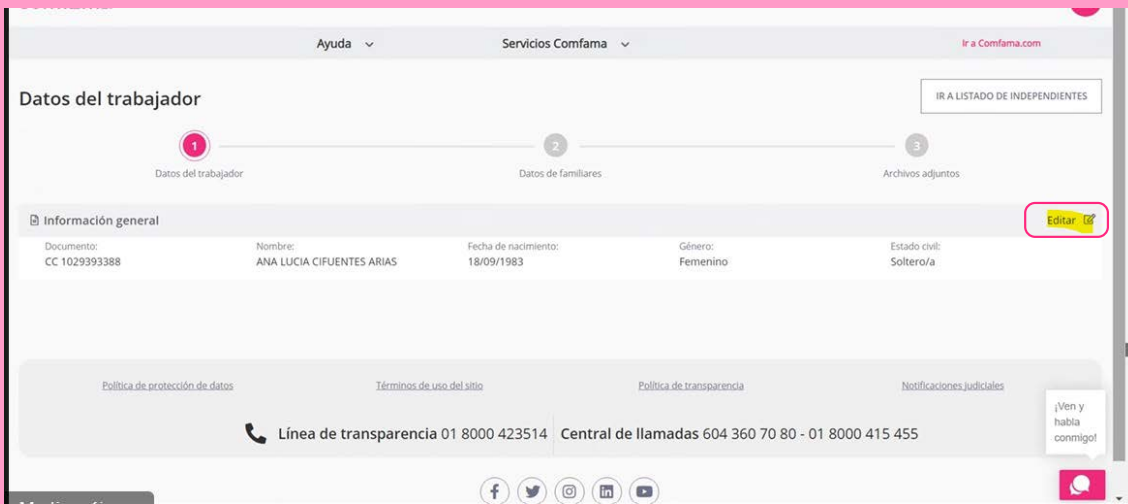 Ayuda Servicios Comfama Ir a Comfama.com
Datos del trabajador
IR A LISTADO DE INDEPENDIENTES
1 2 3
Datos del trabajador Datos de familiares Archivos adjuntos
Información general Editar
Documento: Nombre: Fecha de nacimiento: Género: Estado civil:
CC 1029393388 ANA LUCIA CIFUENTES ARIAS 18/09/1983 Femenino Soltero/a
Política de protección de datos Términos de uso del sitio Política de transparencia Notificaciones judiciales
¡Ven y
habla
conmigo!
Línea de transparencia 01 8000 423514 Central de llamadas 604 360 70 80 - 01 8000 415 455